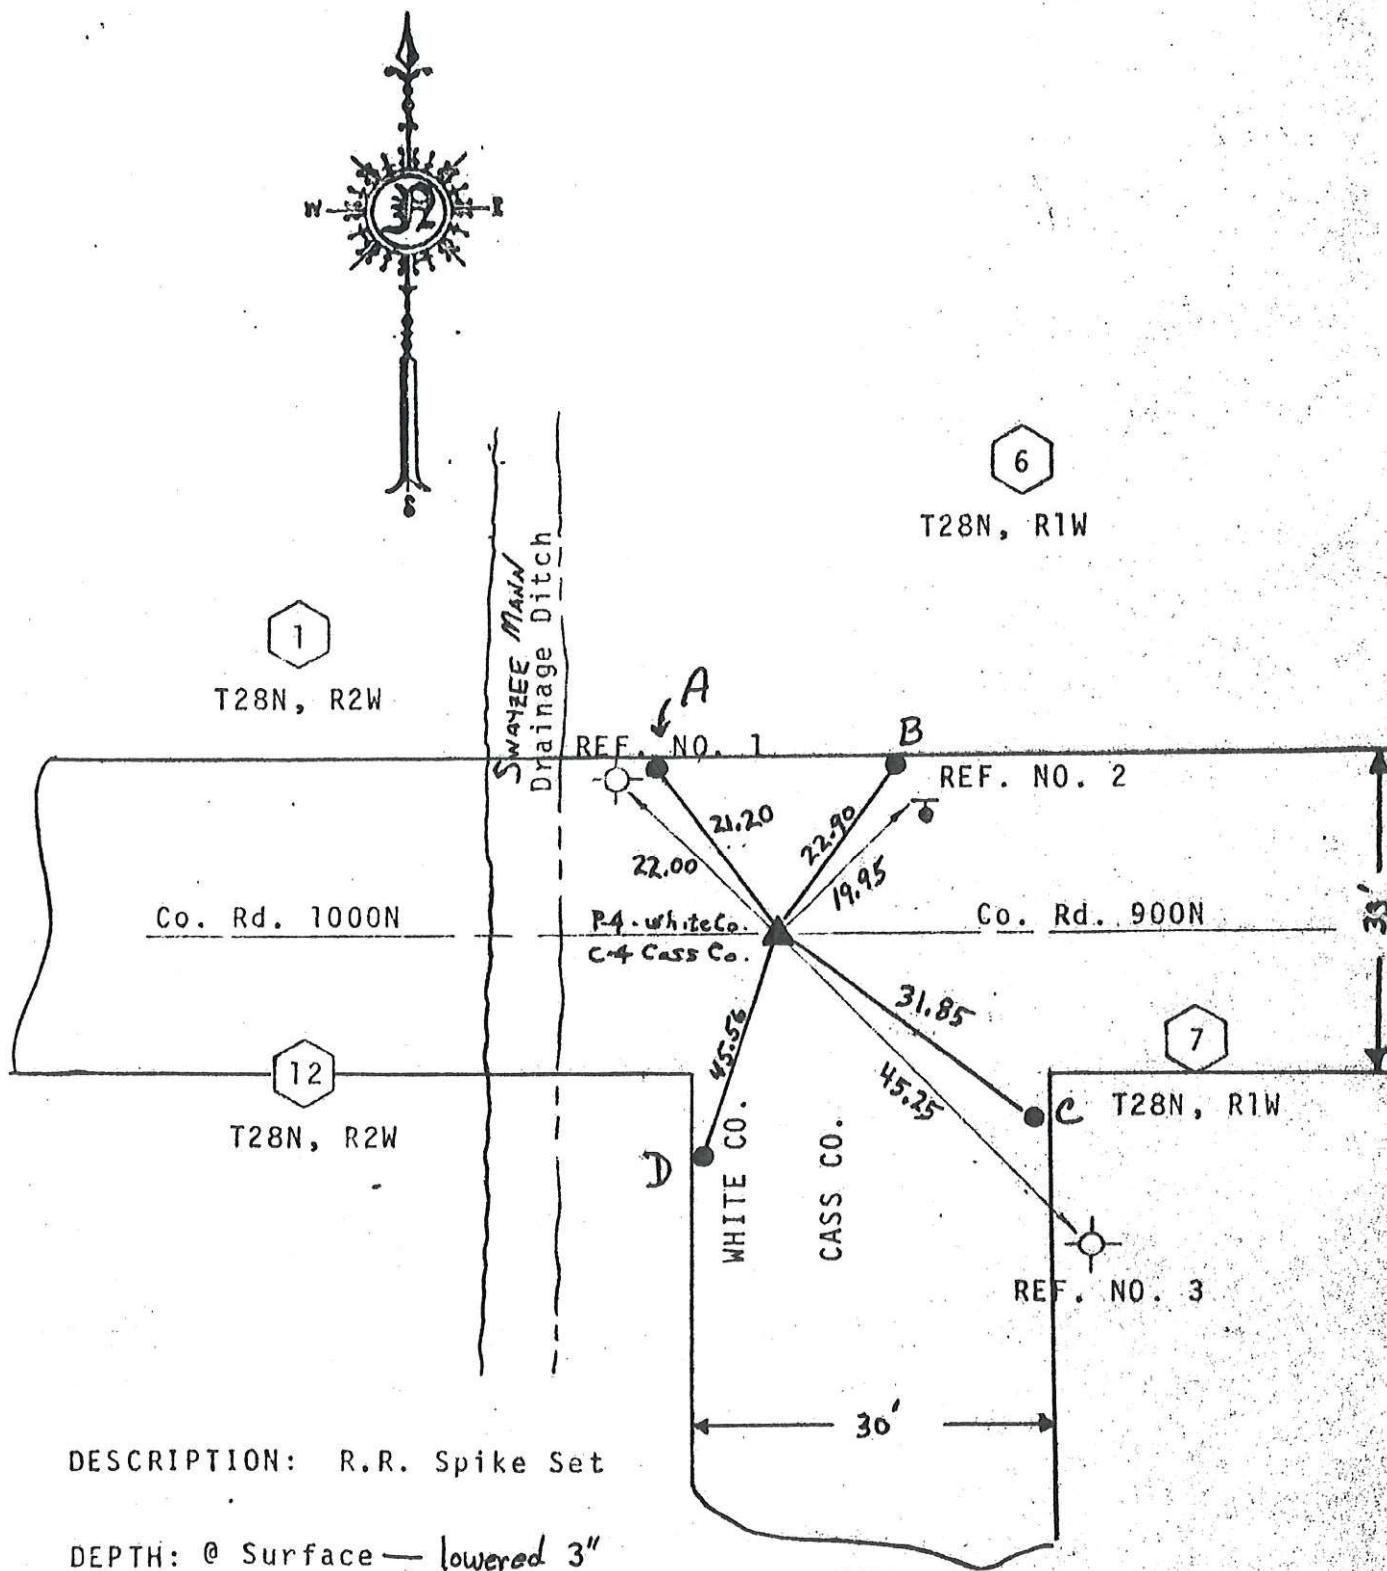 N
W
E
S
6
T28N, R1W
1
T28N, R2W
SWAYZEE MANN
Drainage Ditch
A
REF. NO. 1
B
REF. NO. 2
21.20
22.90
22.00
19.95
Co. Rd. 1000N
P-4-White Co.
C-4 Cass Co.
Co. Rd. 900N
33'
31.85
45.56
45.25
12
T28N, R2W
7
T28N, R1W
C
D
WHITE CO.
CASS CO.
REF. NO. 3
30'
DESCRIPTION: R.R. Spike Set
DEPTH: @ Surface — lowered 3"